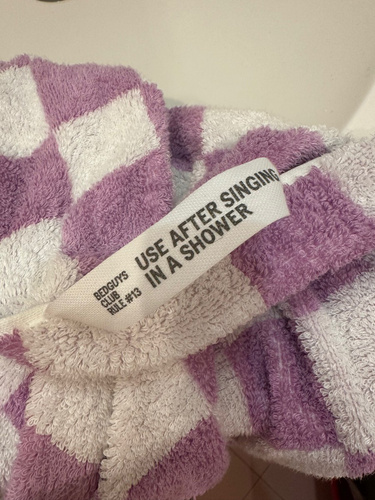 BEDGUYS
CLUB
RULE #13
USE AFTER SINGING
IN A SHOWER